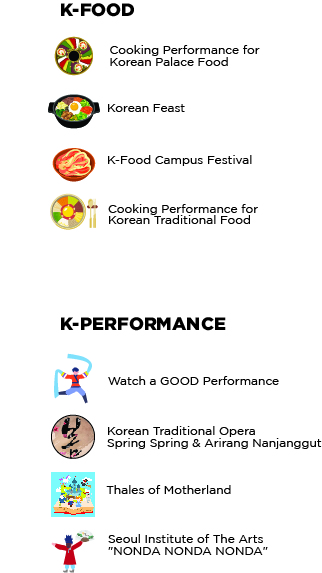 K-FOOD
Cooking Performance for
Korean Palace Food
Korean Feast
K-Food Campus Festival
Cooking Performance for
Korean Traditional Food
K-PERFORMANCE
Watch a GOOD Performance
Korean Traditional Opera
Spring Spring & Arirang Nanjanggut
Thales of Motherland
Seoul Institute of The Arts
"NONDA NONDA NONDA"